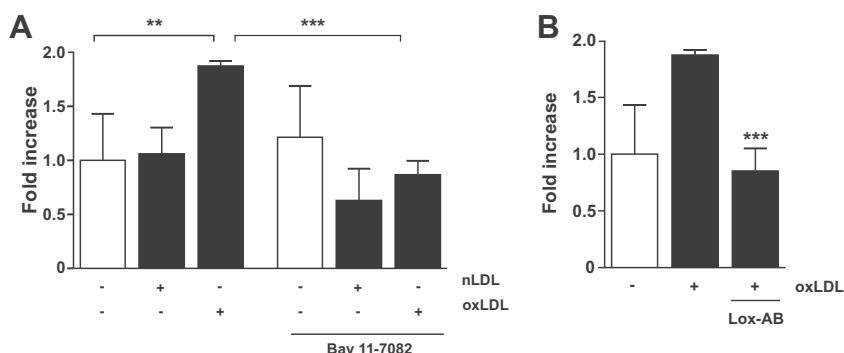 A
** ***
Fold increase
2.0
1.5
1.0
0.5
0
- + - - + - nLDL
- - + - - + oxLDL
Bay 11-7082
B
Fold increase
2.0
1.5
1.0
0.5
0
***
- + + oxLDL
Lox-AB